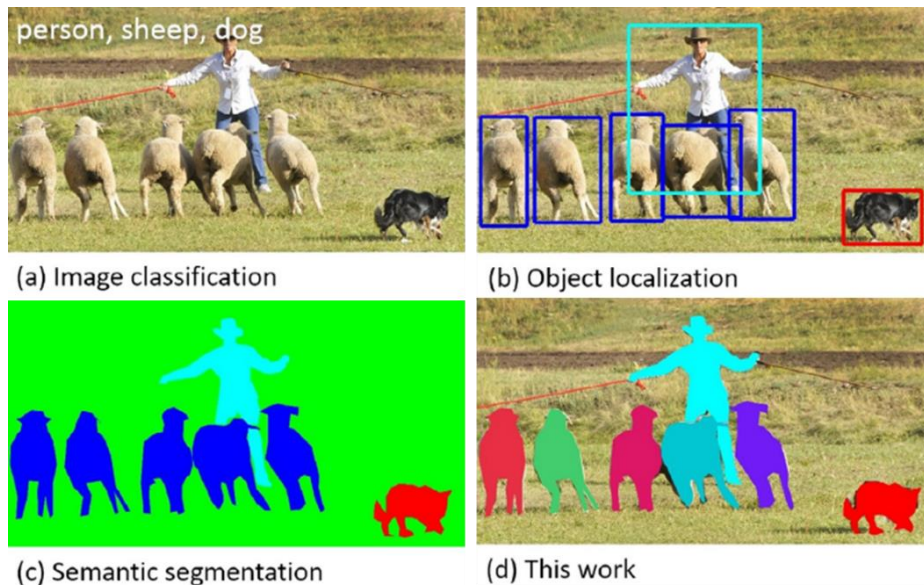 person, sheep, dog
(a) Image classification
(b) Object localization
(c) Semantic segmentation
(d) This work